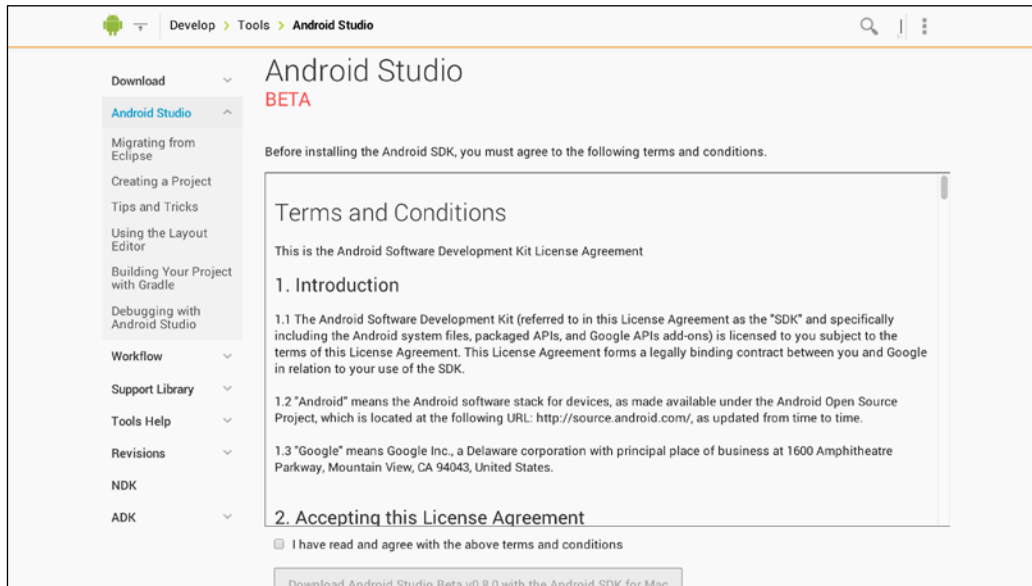 Develop > Tools > Android Studio
Download
Android Studio
Migrating from
Eclipse
Creating a Project
Tips and Tricks
Using the Layout
Editor
Building Your Project
with Gradle
Debugging with
Android Studio
Workflow
Support Library
Tools Help
Revisions
NDK
ADK
Android Studio
BETA
Before installing the Android SDK, you must agree to the following terms and conditions.
Terms and Conditions
This is the Android Software Development Kit License Agreement
1. Introduction
1.1 The Android Software Development Kit (referred to in this License Agreement as the "SDK" and specifically
including the Android system files, packaged APIs, and Google APIs add-ons) is licensed to you subject to the
terms of this License Agreement. This License Agreement forms a legally binding contract between you and Google
in relation to your use of the SDK.
1.2 "Android" means the Android software stack for devices, as made available under the Android Open Source
Project, which is located at the following URL: http://source.android.com/, as updated from time to time.
1.3 "Google" means Google Inc., a Delaware corporation with principal place of business at 1600 Amphitheatre
Parkway, Mountain View, CA 94043, United States.
2. Accepting this License Agreement
I have read and agree with the above terms and conditions
Download Android Studio Beta v0.8.0 with the Android SDK for Mac